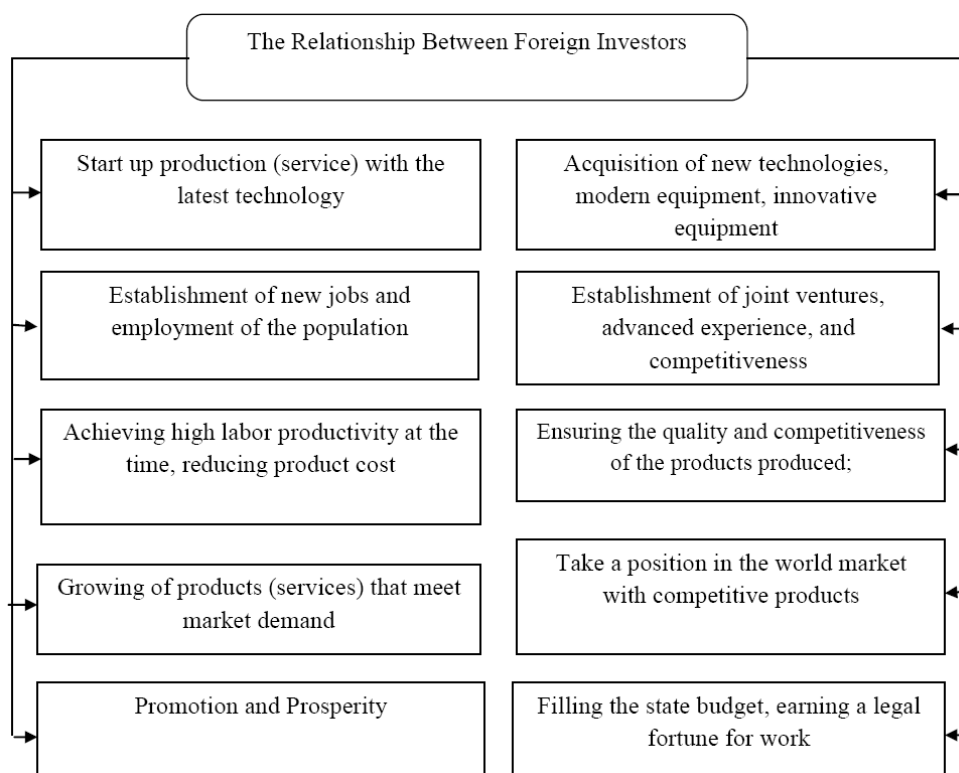 The Relationship Between Foreign Investors
Start up production (service) with the
latest technology
Acquisition of new technologies,
modern equipment, innovative
equipment
Establishment of new jobs and
employment of the population
Establishment of joint ventures,
advanced experience, and
competitiveness
Achieving high labor productivity at the
time, reducing product cost
Ensuring the quality and competitiveness
of the products produced;
Growing of products (services) that meet
market demand
Take a position in the world market
with competitive products
Promotion and Prosperity
Filling the state budget, earning a legal
fortune for work